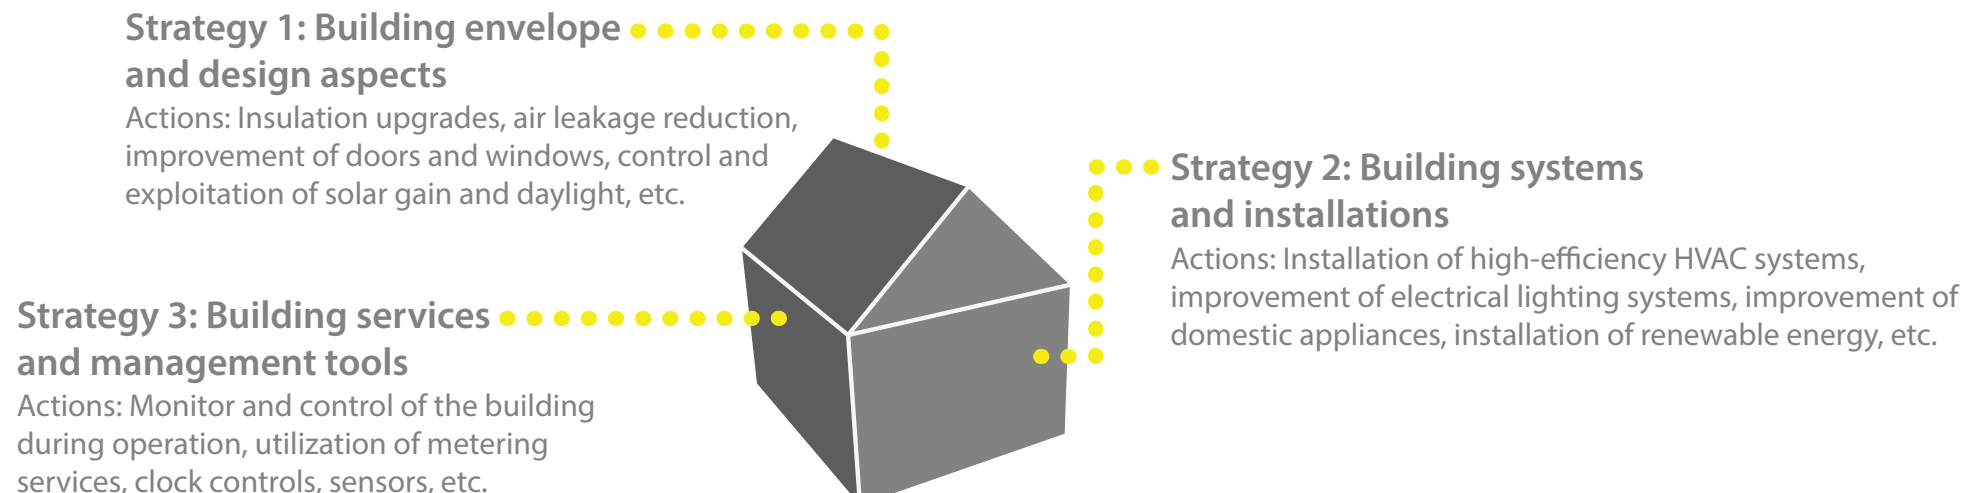 Strategy 1: Building envelope
and design aspects
Actions: Insulation upgrades, air leakage reduction,
improvement of doors and windows, control and
exploitation of solar gain and daylight, etc.
Strategy 2: Building systems
and installations
Actions: Installation of high-efficiency HVAC systems,
improvement of electrical lighting systems, improvement of
domestic appliances, installation of renewable energy, etc.
Strategy 3: Building services
and management tools
Actions: Monitor and control of the building
during operation, utilization of metering
services, clock controls, sensors, etc.